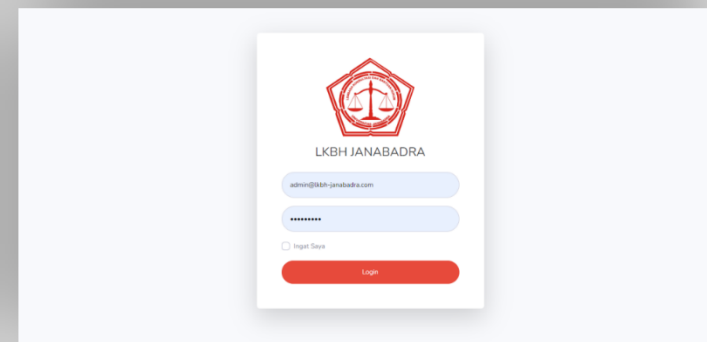 LKBH JANABADRA
admin@lkbh-janabadra.com
•••••••••
Ingat Saya
Login